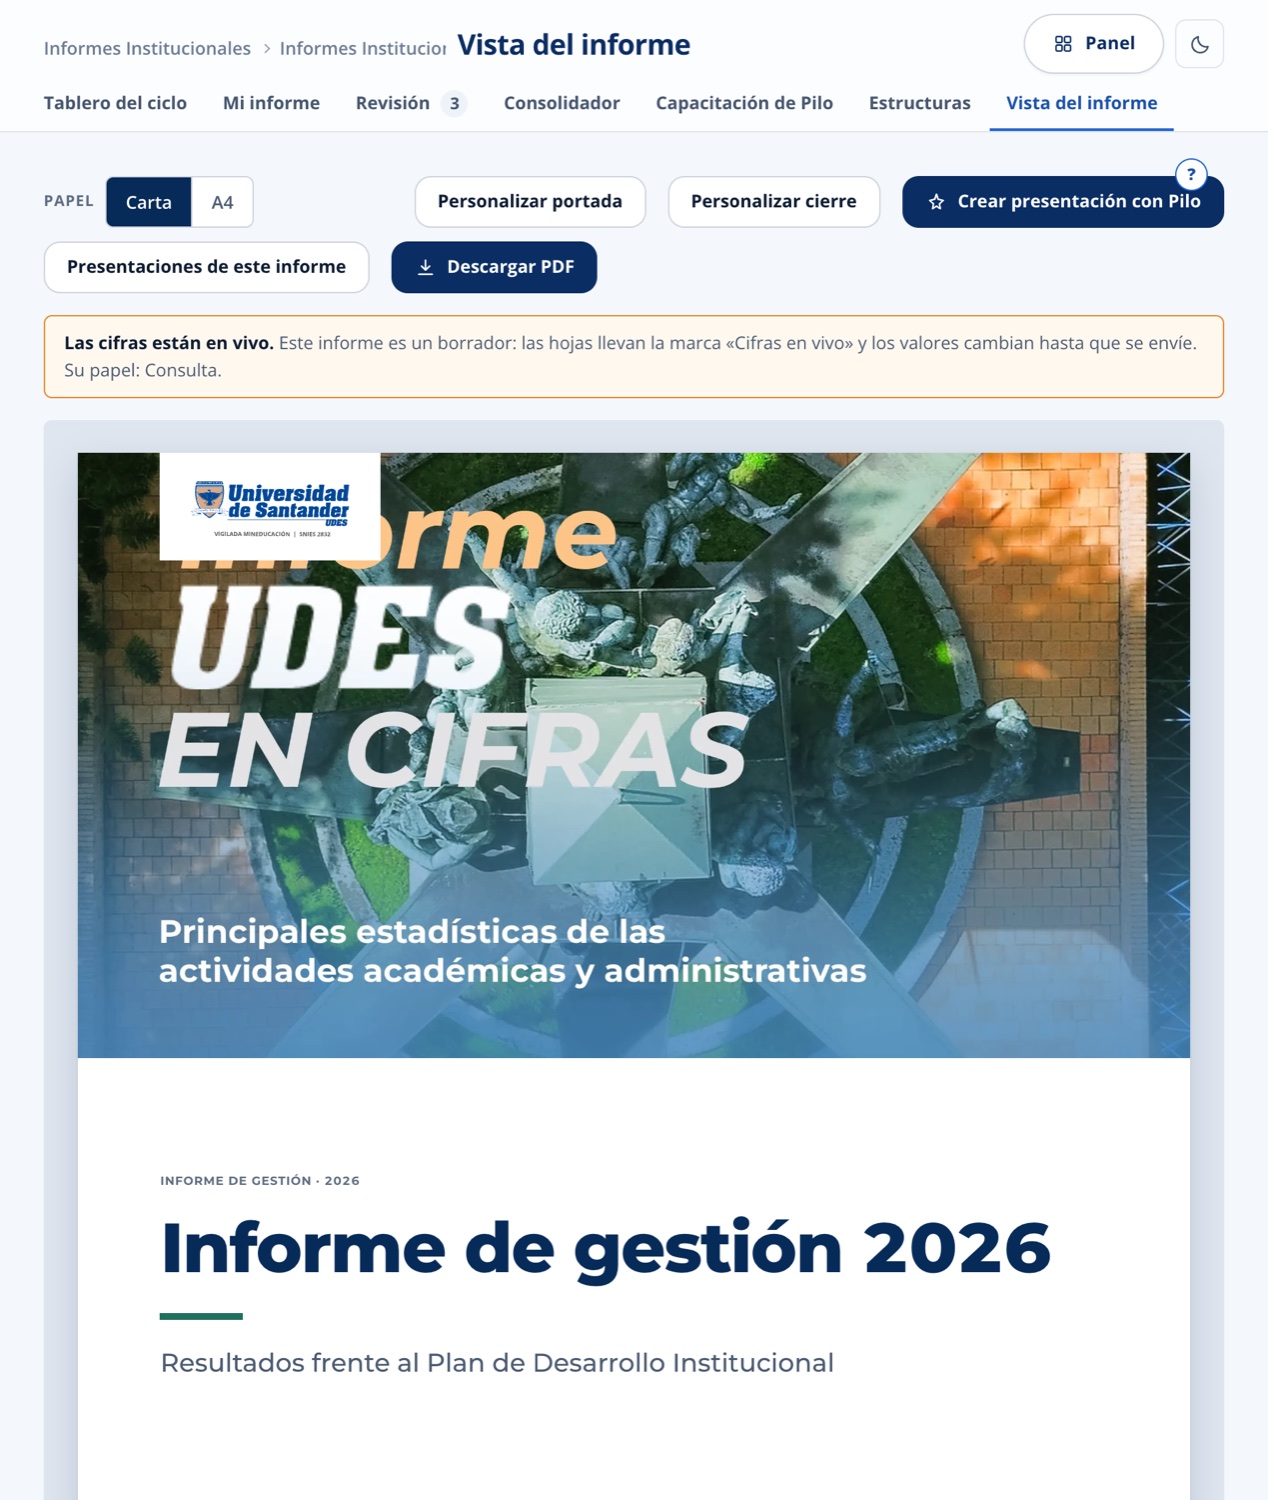 Informes Institucionales
Vista del informe
Panel
Tablero del ciclo
Mi informe
Revisión 3
Consolidador
Capacitación de Pilo
Estructuras
Vista del informe
?
PAPEL
Carta
A4
Personalizar portada
Personalizar cierre
Crear presentación con Pilo
Presentaciones de este informe
Descargar PDF
Las cifras están en vivo. Este informe es un borrador: las hojas llevan la marca «Cifras en vivo» y los valores cambian hasta que se envíe.
Su papel: Consulta.
Universidad
de Santander
UDES
VIGILADA MINEDUCACIÓN | SNIES 2832
UDES
EN CIFRAS
Principales estadísticas de las
actividades académicas y administrativas
INFORME DE GESTIÓN · 2026
Informe de gestión 2026
Resultados frente al Plan de Desarrollo Institucional